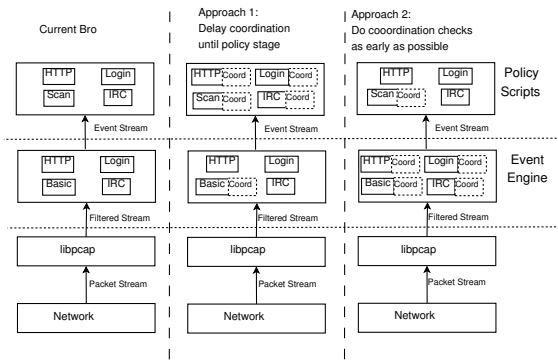 Current Bro
HTTP
Login
Scan
IRC
Event Stream
HTTP
Login
Basic
IRC
Filtered Stream
libpcap
Packet Stream
Network
Approach 1:
Delay coordination
until policy stage
HTTP Coord
Login Coord
Scan Coord
IRC Coord
Event Stream
HTTP
Login
Basic Coord
IRC
Filtered Stream
libpcap
Packet Stream
Network
Approach 2:
Do cooordination checks
as early as possible
HTTP
Login
Scan Coord
IRC
Event Stream
HTTP Coord
Login Coord
Basic Coord
IRC Coord
Filtered Stream
libpcap
Packet Stream
Network
Policy
Scripts
Event
Engine